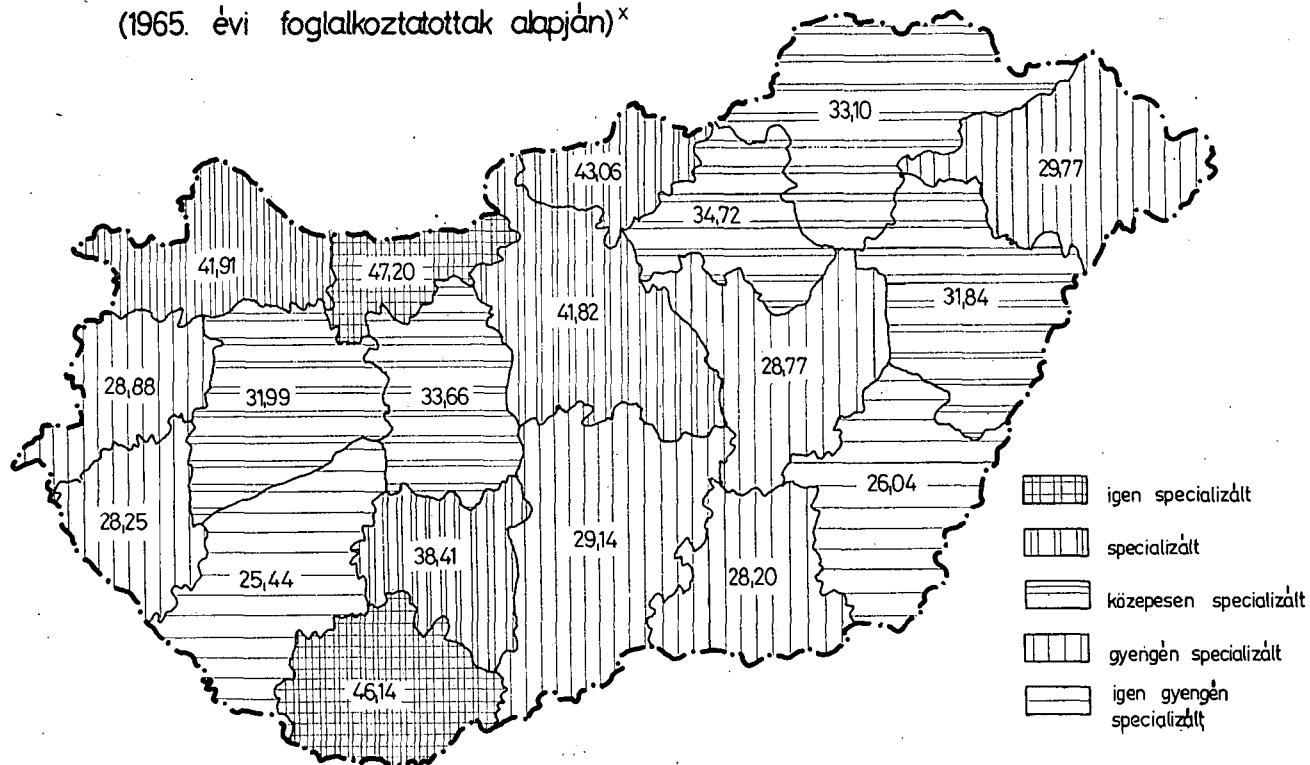 (1965. évi foglalkoztatottak alapján)ˣ
33,10
43,06
29,77
34,72
41,91
47,20
31,84
41,82
28,88
31,99
33,66
28,77
26,04
28,25
38,41
29,14
25,44
28,20
46,14
igen specializált
specializált
közepesen specializált
gyengén specializált
igen gyengén
specializált